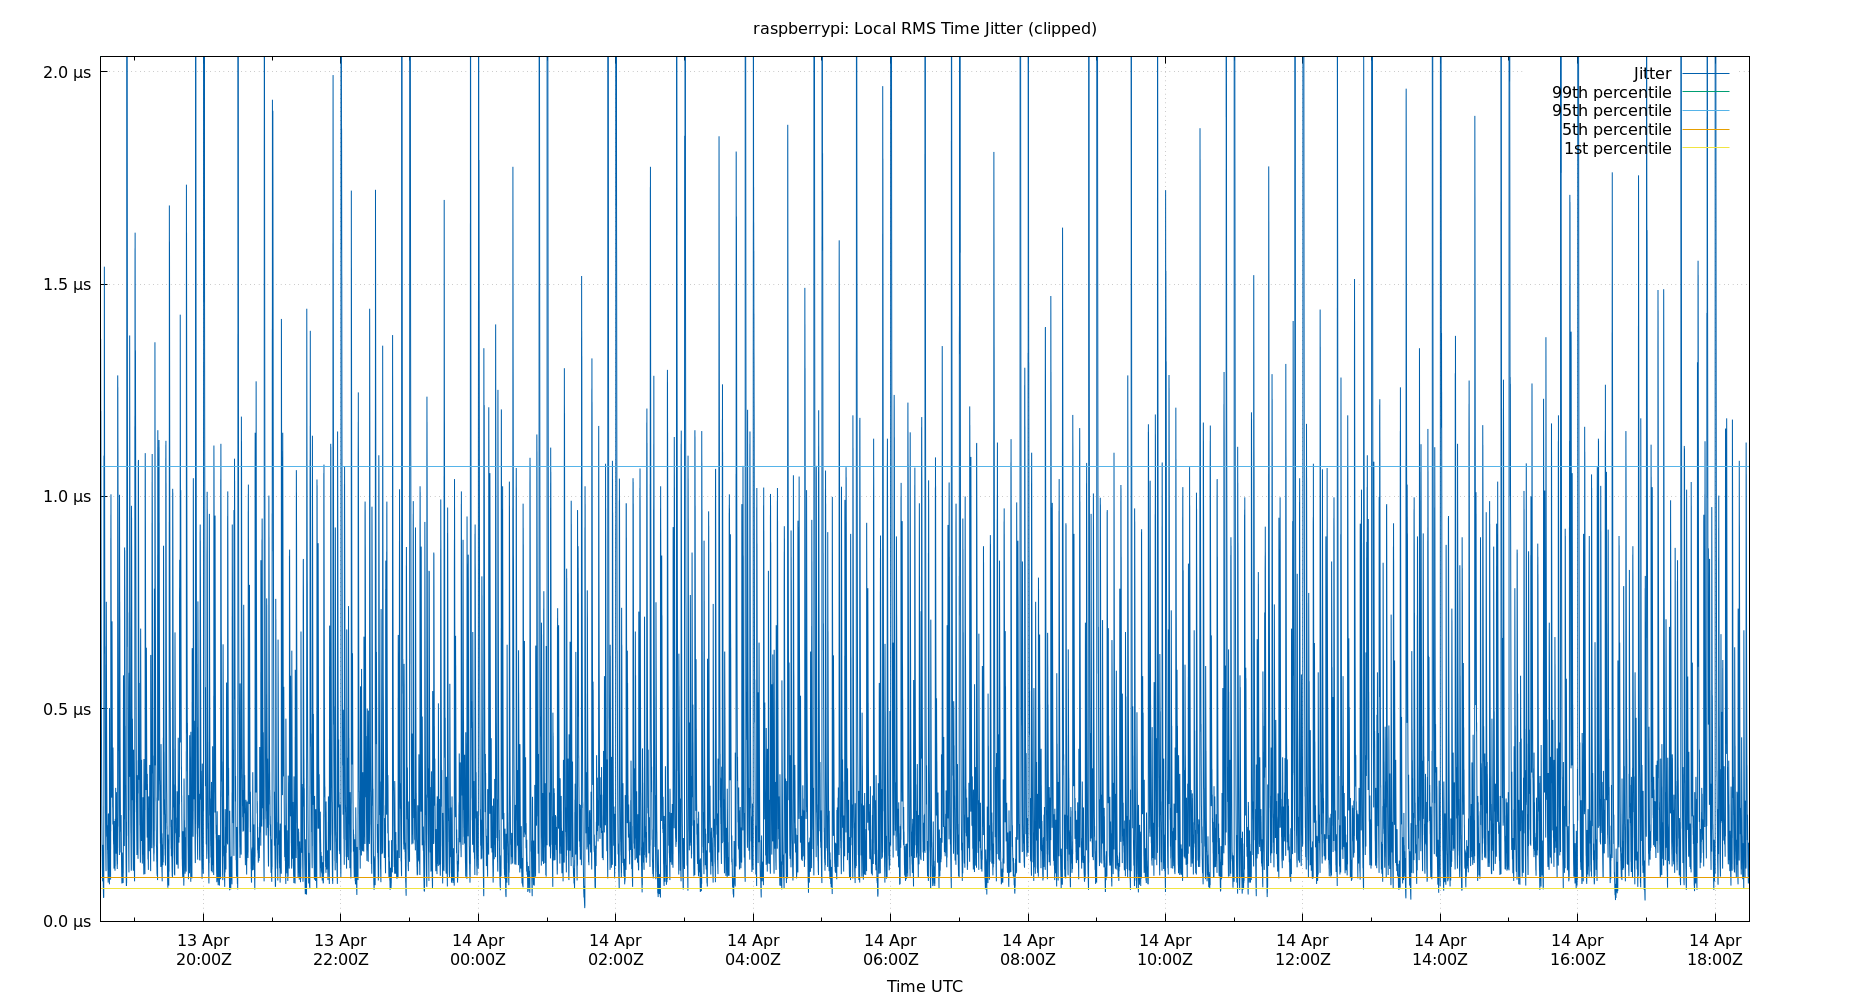 raspberrypi: Local RMS Time Jitter (clipped)
2.0 µs
1.5 µs
1.0 µs
0.5 µs
0.0 µs
Jitter
99th percentile
95th percentile
5th percentile
1st percentile
13 Apr 13 Apr 14 Apr 14 Apr 14 Apr 14 Apr 14 Apr 14 Apr 14 Apr 14 Apr 14 Apr 14 Apr
20:00Z 22:00Z 00:00Z 02:00Z 04:00Z 06:00Z 08:00Z 10:00Z 12:00Z 14:00Z 16:00Z 18:00Z
Time UTC